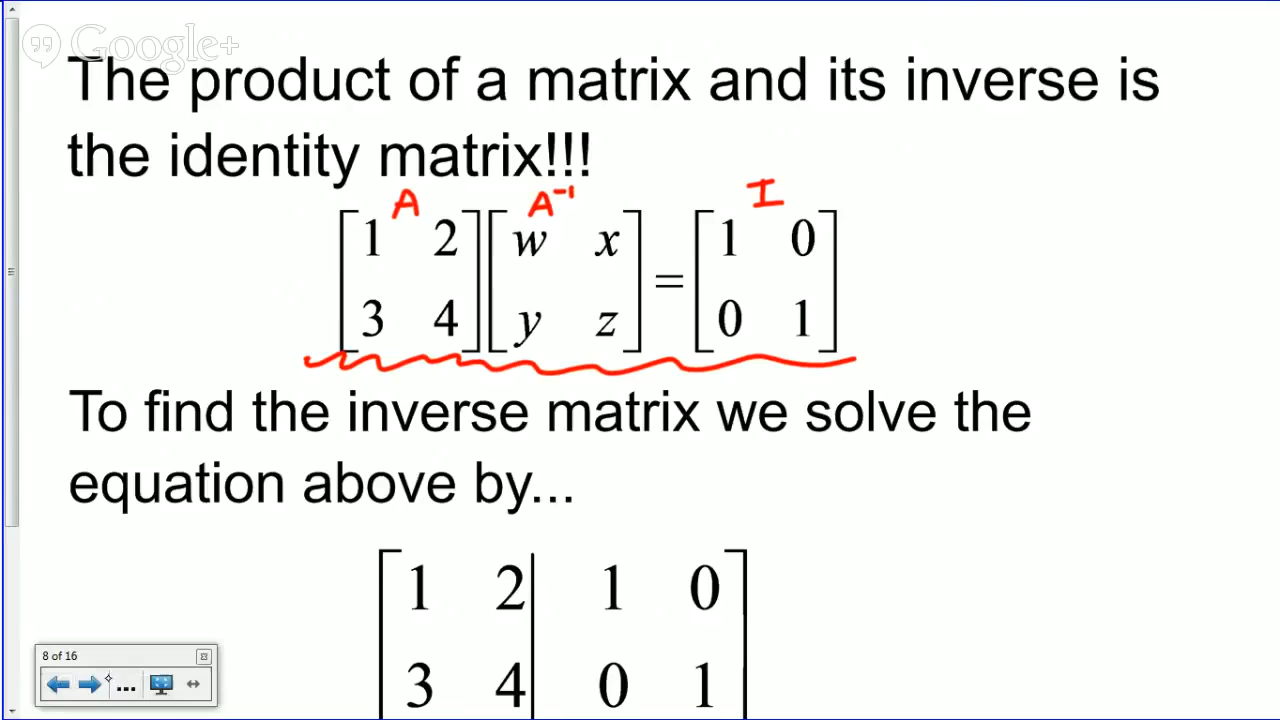 Google+
The product of a matrix and its inverse is
the identity matrix!!!
A A⁻¹ I
[1 2] [w x] = [1 0]
[3 4] [y z] [0 1]
To find the inverse matrix we solve the
equation above by...
[1 2 | 1 0]
[3 4 | 0 1]
8 of 16
...